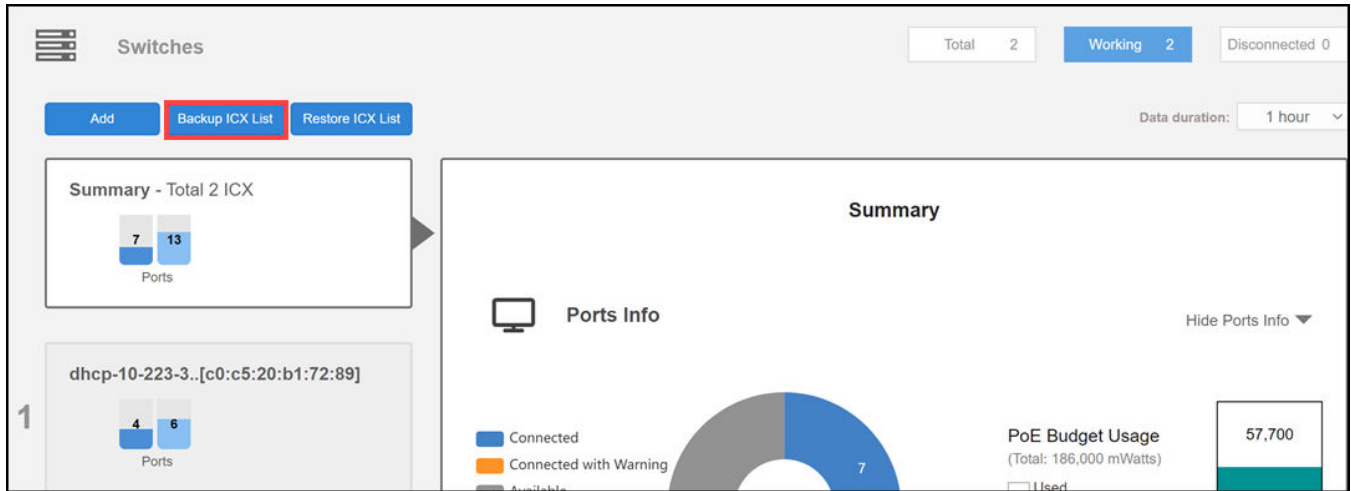 Switches
Total 2
Working 2
Disconnected 0
Add
Backup ICX List
Restore ICX List
Data duration: 1 hour
Summary - Total 2 ICX
7 13
Ports
Summary
Ports Info
Hide Ports Info
dhcp-10-223-3..[c0:c5:20:b1:72:89]
1
4 6
Ports
Connected
Connected with Warning
Available
7
PoE Budget Usage
(Total: 186,000 mWatts)
Used
57,700